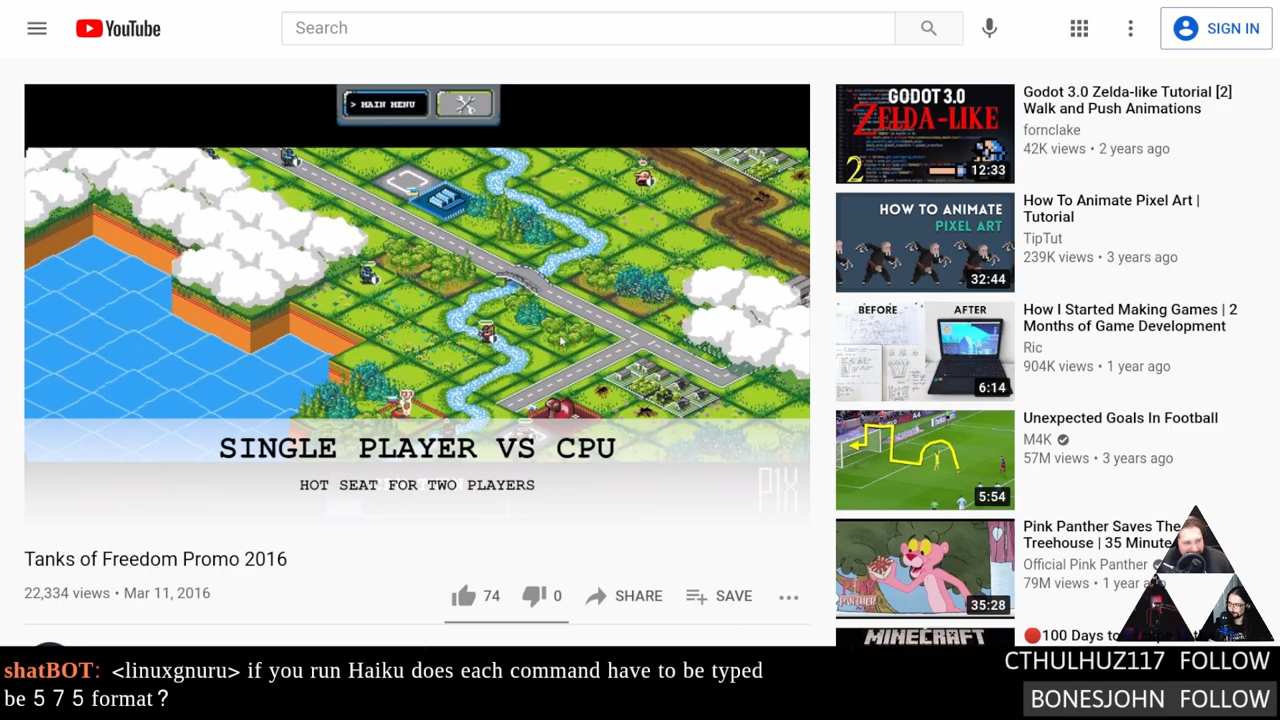 YouTube
Search
SIGN IN
> MAIN MENU
SINGLE PLAYER VS CPU
HOT SEAT FOR TWO PLAYERS
P1X
Tanks of Freedom Promo 2016
22,334 views • Mar 11, 2016
74
0
SHARE
SAVE
GODOT 3.0
ZELDA-LIKE
2
12:33
Godot 3.0 Zelda-like Tutorial [2]
Walk and Push Animations
fornclake
42K views • 2 years ago
HOW TO ANIMATE
PIXEL ART
32:44
How To Animate Pixel Art |
Tutorial
TipTut
239K views • 3 years ago
BEFORE
AFTER
6:14
How I Started Making Games | 2
Months of Game Development
Ric
904K views • 1 year ago
5:54
Unexpected Goals In Football
M4K
57M views • 3 years ago
35:28
Pink Panther Saves The
Treehouse | 35 Minute
Official Pink Panther
79M views • 1 year
MINECRAFT
100 Days
shatBOT: <linuxgnuru> if you run Haiku does each command have to be typed
be 5 7 5 format?
CTHULHUZ117 FOLLOW
BONESJOHN FOLLOW